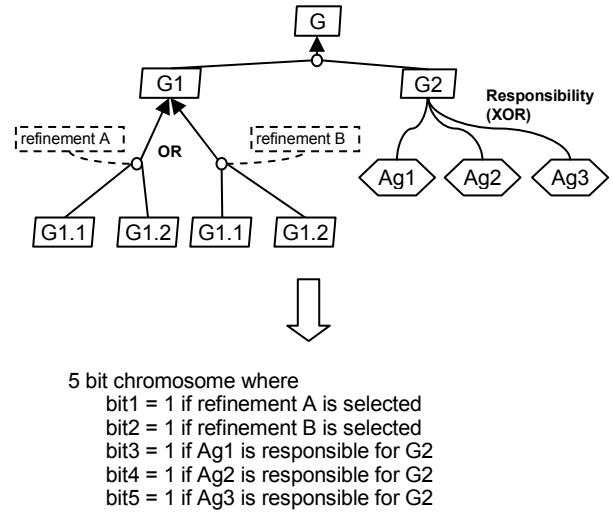 G
G1
G2
Responsibility
(XOR)
refinement A
OR
refinement B
Ag1
Ag2
Ag3
G1.1
G1.2
G1.1
G1.2
5 bit chromosome where
bit1 = 1 if refinement A is selected
bit2 = 1 if refinement B is selected
bit3 = 1 if Ag1 is responsible for G2
bit4 = 1 if Ag2 is responsible for G2
bit5 = 1 if Ag3 is responsible for G2